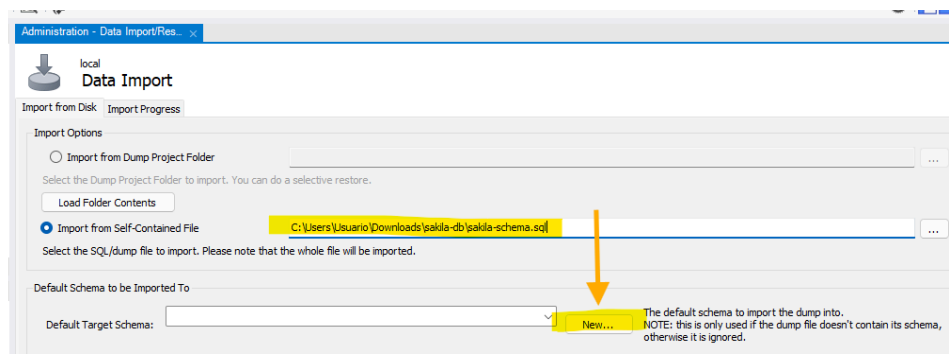 Administration - Data Import/Res...
local
Data Import
Import from Disk Import Progress
Import Options
Import from Dump Project Folder ...
Select the Dump Project Folder to import. You can do a selective restore.
Load Folder Contents
Import from Self-Contained File C:\Users\Usuario\Downloads\sakila-db\sakila-schema.sql ...
Select the SQL/dump file to import. Please note that the whole file will be imported.
Default Schema to be Imported To
The default schema to import the dump into.
Default Target Schema: New... NOTE: this is only used if the dump file doesn't contain its schema,
otherwise it is ignored.